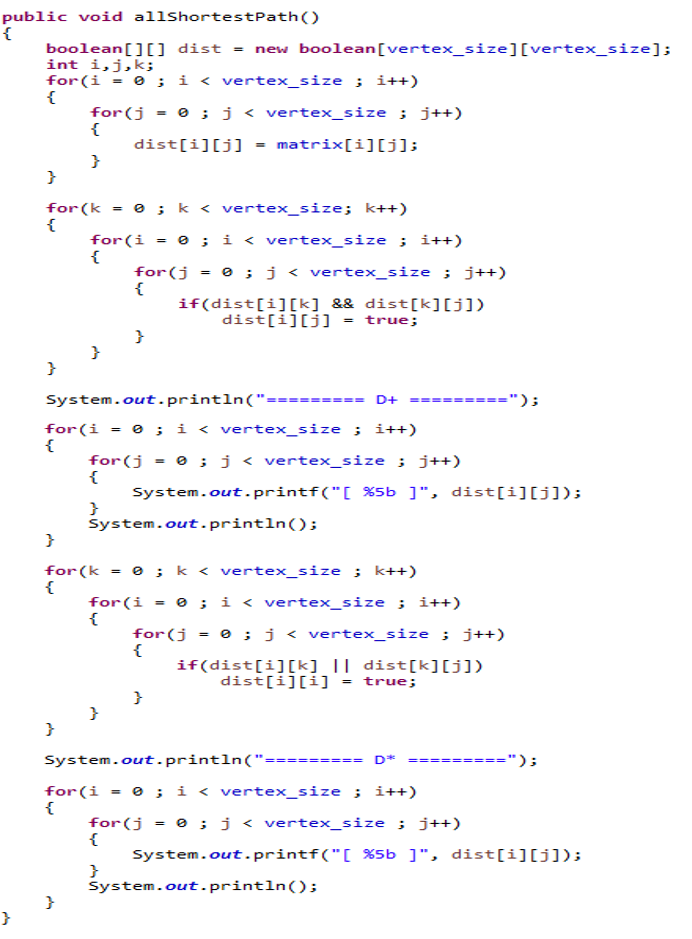 public void allShortestPath()
{
    boolean[][] dist = new boolean[vertex_size][vertex_size];
    int i,j,k;
    for(i = 0 ; i < vertex_size ; i++)
    {
        for(j = 0 ; j < vertex_size ; j++)
        {
            dist[i][j] = matrix[i][j];
        }
    }
    for(k = 0 ; k < vertex_size; k++)
    {
        for(i = 0 ; i < vertex_size ; i++)
        {
            for(j = 0 ; j < vertex_size ; j++)
            {
                if(dist[i][k] && dist[k][j])
                    dist[i][j] = true;
            }
        }
    }
    System.out.println("========= D+ =========");
    for(i = 0 ; i < vertex_size ; i++)
    {
        for(j = 0 ; j < vertex_size ; j++)
        {
            System.out.printf("[ %5b ]", dist[i][j]);
        }
        System.out.println();
    }
    for(k = 0 ; k < vertex_size ; k++)
    {
        for(i = 0 ; i < vertex_size ; i++)
        {
            for(j = 0 ; j < vertex_size ; j++)
            {
                if(dist[i][k] || dist[k][j])
                    dist[i][i] = true;
            }
        }
    }
    System.out.println("========= D* =========");
    for(i = 0 ; i < vertex_size ; i++)
    {
        for(j = 0 ; j < vertex_size ; j++)
        {
            System.out.printf("[ %5b ]", dist[i][j]);
        }
        System.out.println();
    }
}